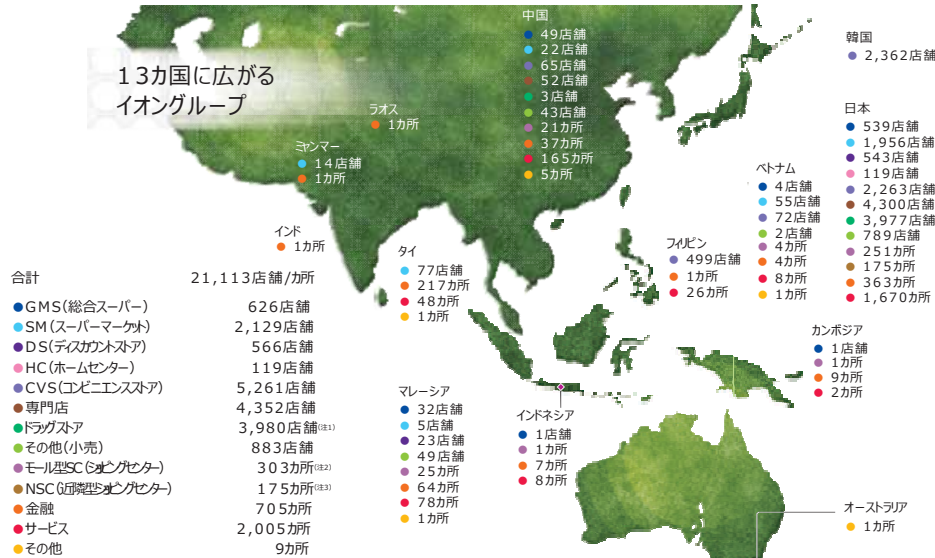 13カ国に広がる
イオングループ
中国
49店舗
22店舗
65店舗
52店舗
3店舗
43店舗
21カ所
37カ所
165カ所
5カ所
韓国
2,362店舗
日本
539店舗
1,956店舗
543店舗
119店舗
2,263店舗
4,300店舗
3,977店舗
789店舗
251カ所
175カ所
363カ所
1,670カ所
ラオス
1カ所
ミャンマー
14店舗
1カ所
インド
1カ所
タイ
77店舗
217カ所
48カ所
1カ所
ベトナム
4店舗
55店舗
72店舗
2店舗
4カ所
4カ所
8カ所
1カ所
フィリピン
499店舗
1カ所
26カ所
カンボジア
1店舗
1カ所
9カ所
2カ所
マレーシア
32店舗
5店舗
23店舗
49店舗
25カ所
64カ所
78カ所
1カ所
インドネシア
1店舗
1カ所
7カ所
8カ所
オーストラリア
1カ所
合計 21,113店舗/カ所
GMS(総合スーパー) 626店舗
SM(スーパーマーケット) 2,129店舗
DS(ディスカウントストア) 566店舗
HC(ホームセンター) 119店舗
CVS(コンビニエンスストア) 5,261店舗
専門店 4,352店舗
ドラッグストア 3,980店舗(注1)
その他(小売) 883店舗
モール型SC(ショッピングセンター) 303カ所(注2)
NSC(近隣型ショッピングセンター) 175カ所(注3)
金融 705カ所
サービス 2,005カ所
その他 9カ所